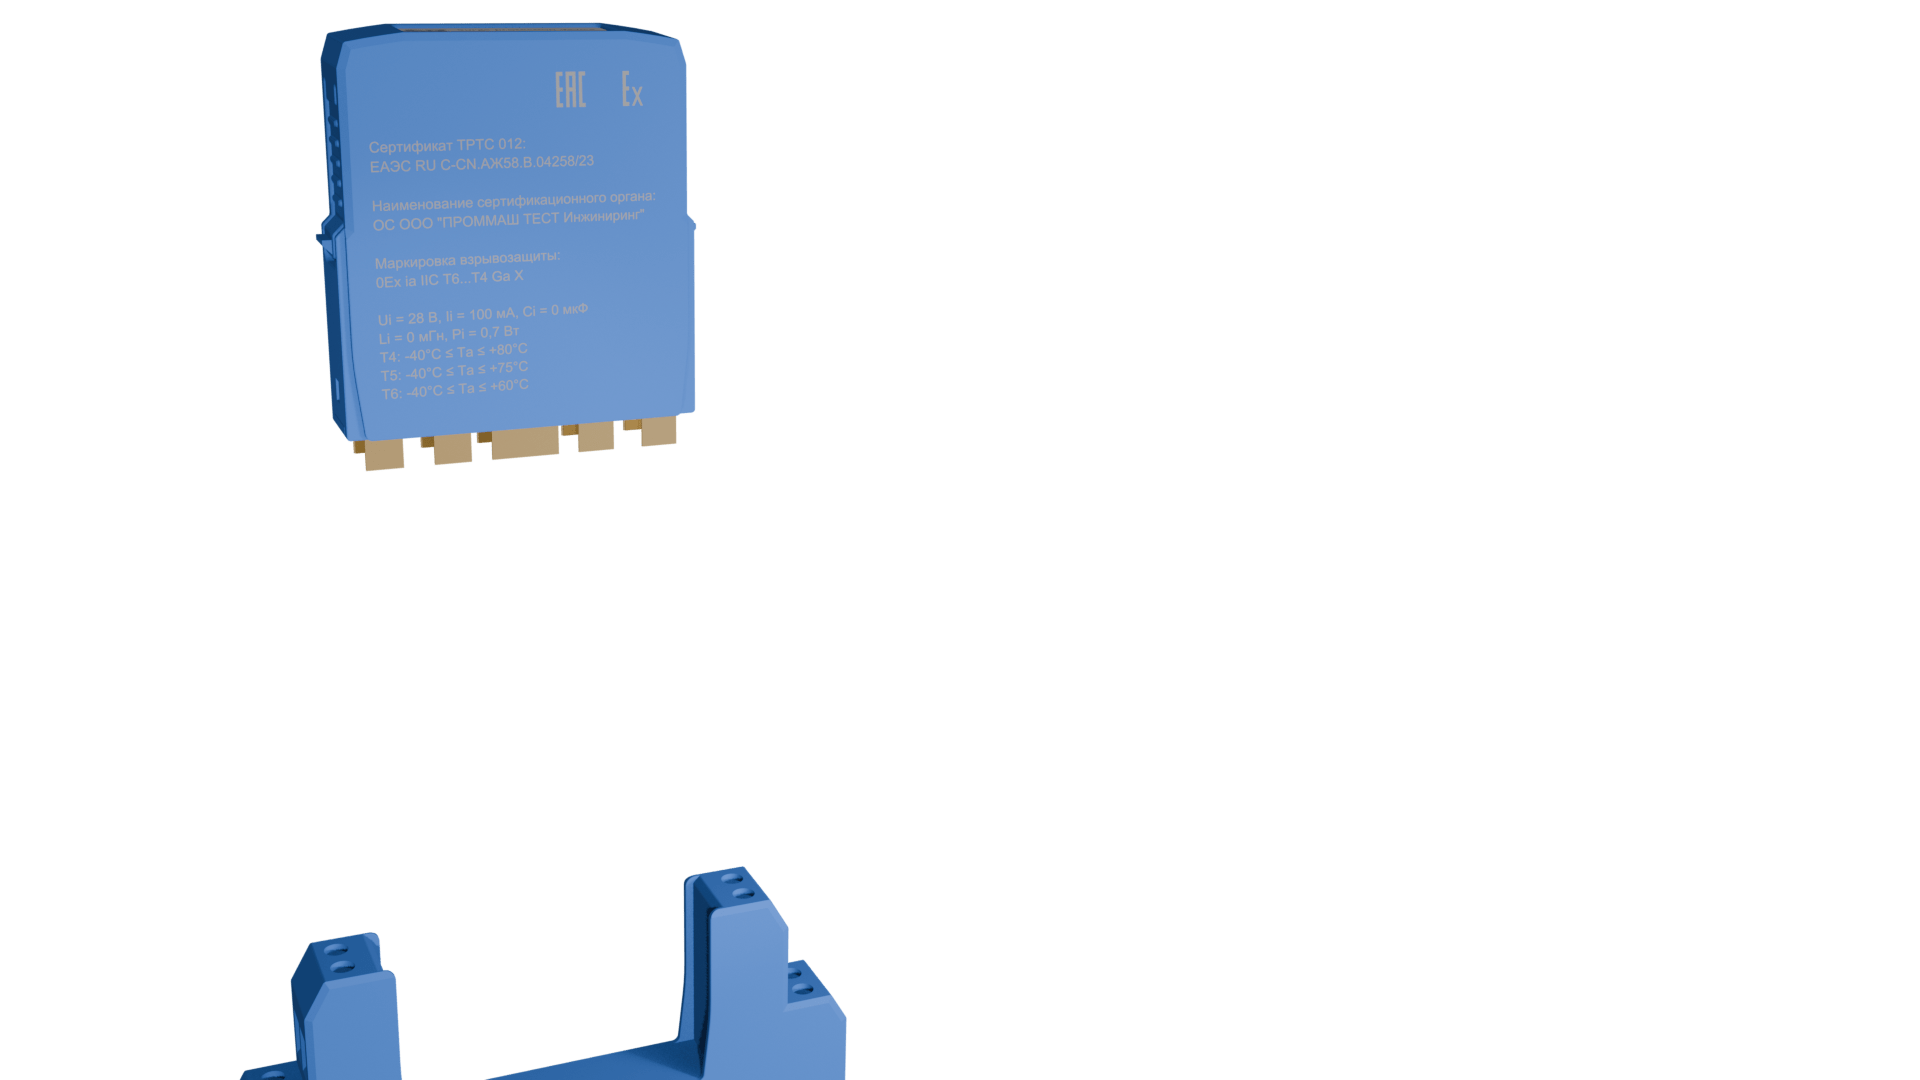 EAC Ex
Сертификат ТРТС 012:
ЕАЭС RU C-CN.АЖ58.В.04258/23
Наименование сертификационного органа:
ОС ООО "ПРОММАШ ТЕСТ Инжиниринг"
Маркировка взрывозащиты:
0Ex ia IIC T6...T4 Ga X
Ui = 28 В, Ii = 100 мА, Ci = 0 мкФ
Li = 0 мГн, Pi = 0,7 Вт
T4: -40°C ≤ Ta ≤ +80°C
T5: -40°C ≤ Ta ≤ +75°C
T6: -40°C ≤ Ta ≤ +60°C